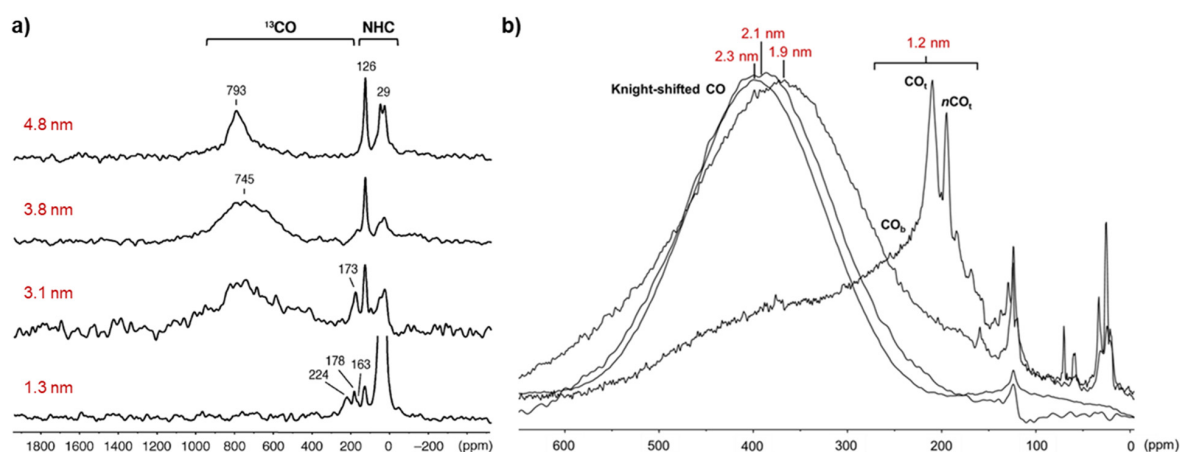 a)
¹³CO NHC
793
126
29
4.8 nm
745
3.8 nm
173
3.1 nm
178
163
224
1.3 nm
1800 1600 1400 1200 1000 800 600 400 200 0 −200 (ppm)
b)
2.1 nm
2.3 nm 1.9 nm
1.2 nm
Knight-shifted CO
COt
nCOt
COb
600 500 400 300 200 100 0 (ppm)